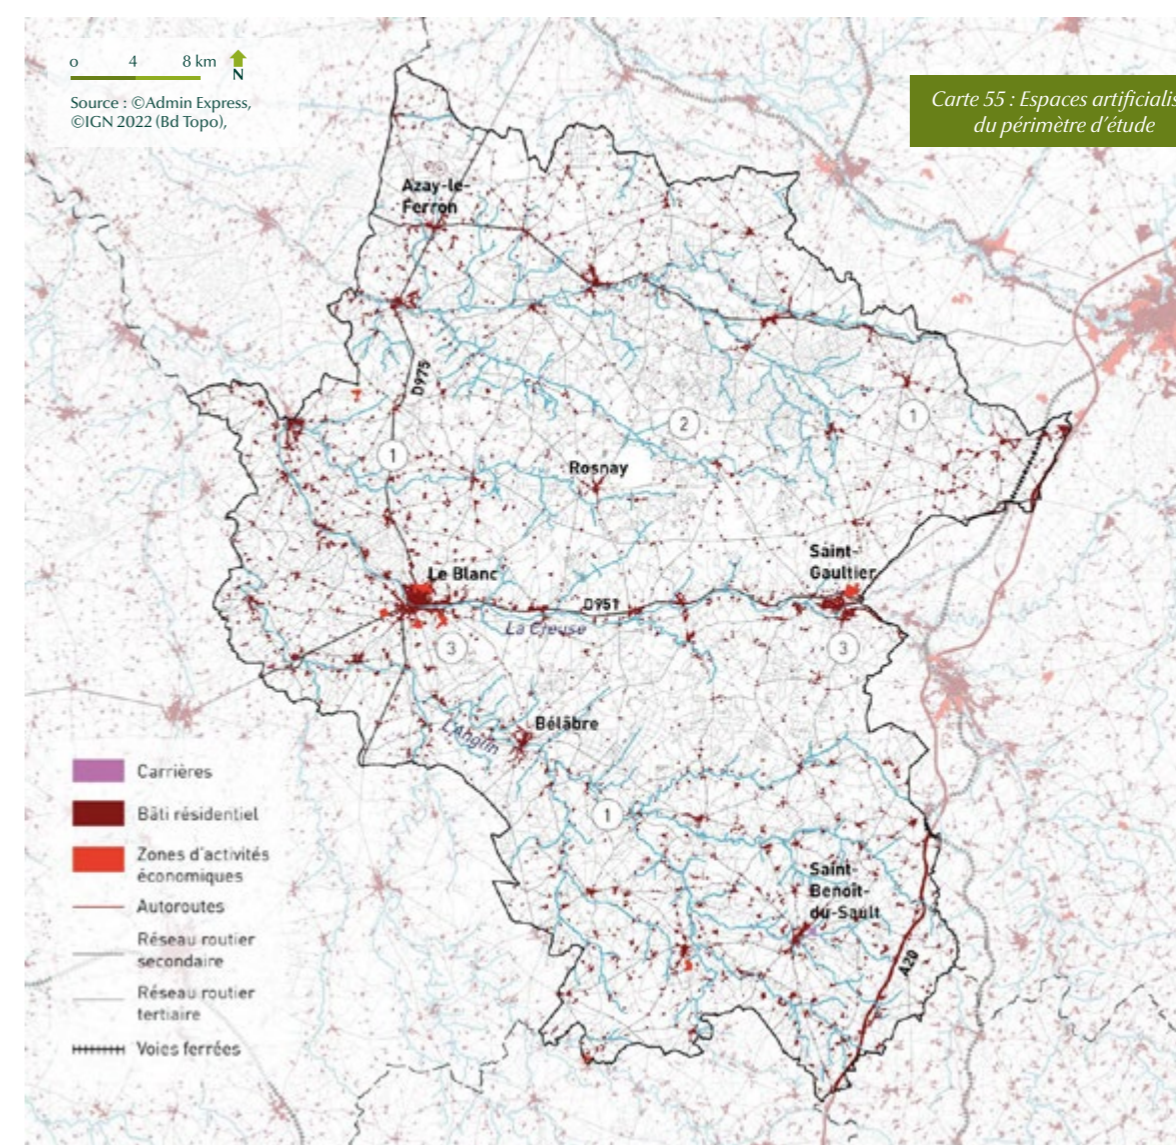 0 4 8 km
N
Source : ©Admin Express,
©IGN 2022 (Bd Topo),
Carte 55 : Espaces artificialis
du périmètre d'étude
Azay-le-
Ferron
D975
2
1
1
Rosnay
Le Blanc
Saint-
Gaultier
D951
La Creuse
3
3
L'Anglin
Bélâbre
1
Saint-
Benoît-
du-Sault
A20
Carrières
Bâti résidentiel
Zones d'activités
économiques
Autoroutes
Réseau routier
secondaire
Réseau routier
tertiaire
Voies ferrées